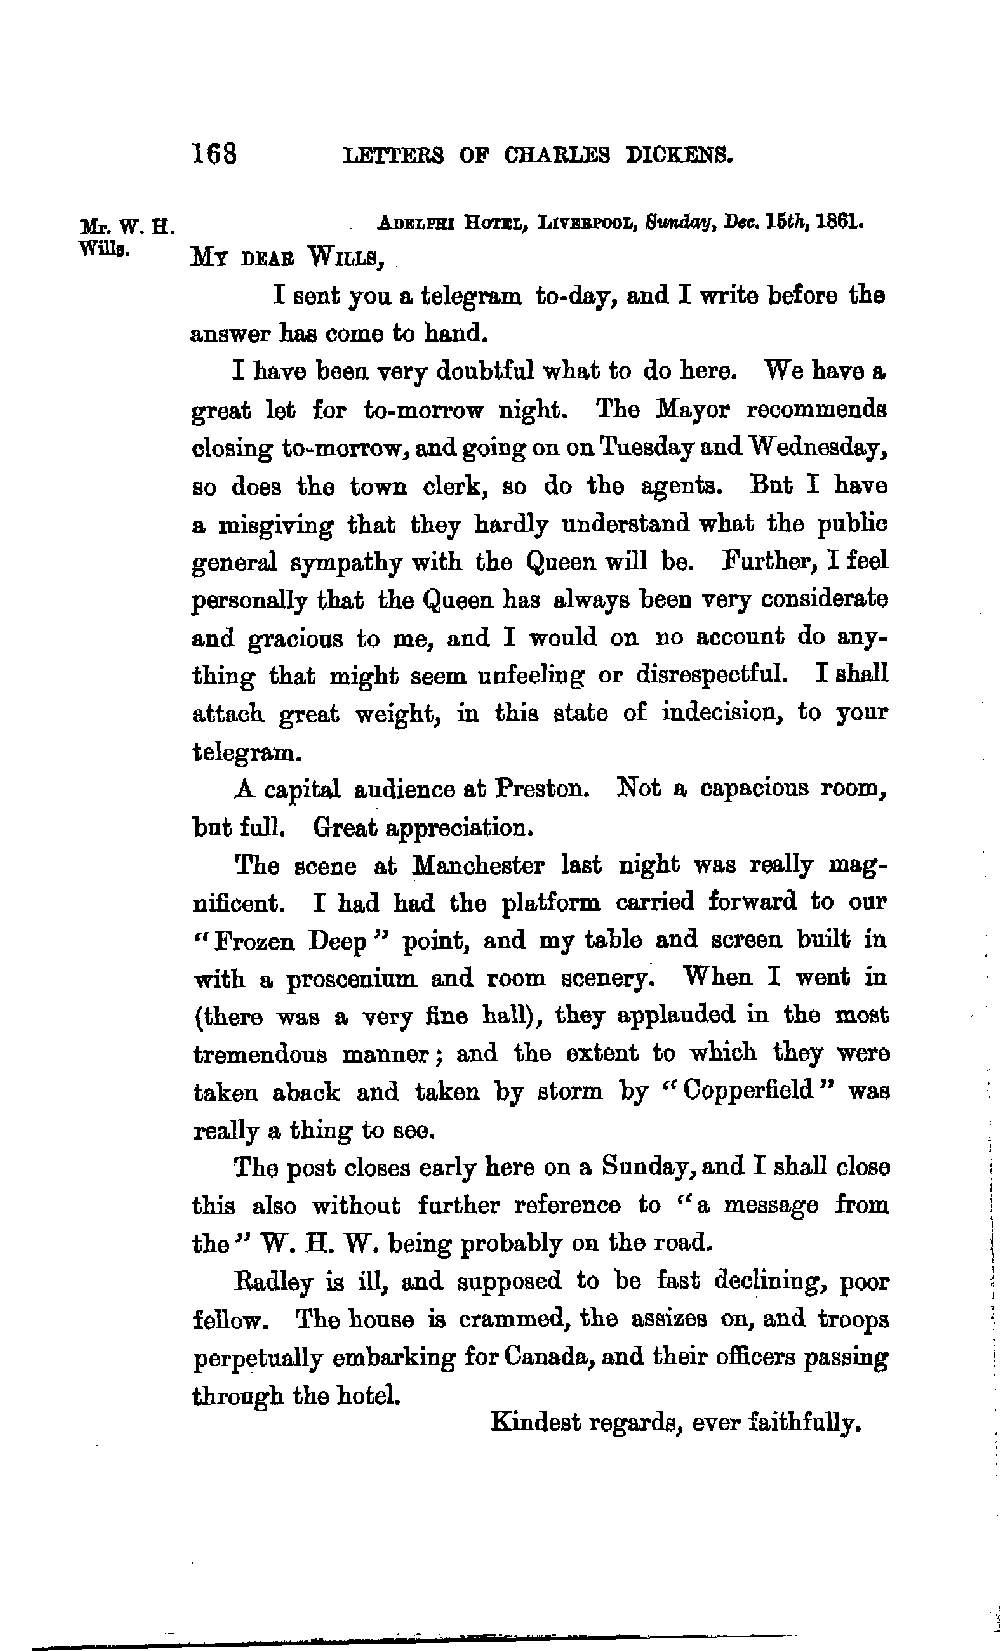 168 LETTERS OF CHARLES DICKENS.
Mr. W. H.
Wills.
ADELPHI HOTEL, LIVERPOOL, Sunday, Dec. 15th, 1861.
MY DEAR WILLS,
I sent you a telegram to-day, and I write before the
answer has come to hand.
I have been very doubtful what to do here. We have a
great let for to-morrow night. The Mayor recommends
closing to-morrow, and going on on Tuesday and Wednesday,
so does the town clerk, so do the agents. But I have
a misgiving that they hardly understand what the public
general sympathy with the Queen will be. Further, I feel
personally that the Queen has always been very considerate
and gracious to me, and I would on no account do any-
thing that might seem unfeeling or disrespectful. I shall
attach great weight, in this state of indecision, to your
telegram.
A capital audience at Preston. Not a capacious room,
but full. Great appreciation.
The scene at Manchester last night was really mag-
nificent. I had had the platform carried forward to our
“Frozen Deep” point, and my table and screen built in
with a proscenium and room scenery. When I went in
(there was a very fine hall), they applauded in the most
tremendous manner; and the extent to which they were
taken aback and taken by storm by “Copperfield” was
really a thing to see.
The post closes early here on a Sunday, and I shall close
this also without further reference to “a message from
the” W. H. W. being probably on the road.
Radley is ill, and supposed to be fast declining, poor
fellow. The house is crammed, the assizes on, and troops
perpetually embarking for Canada, and their officers passing
through the hotel.
Kindest regards, ever faithfully.